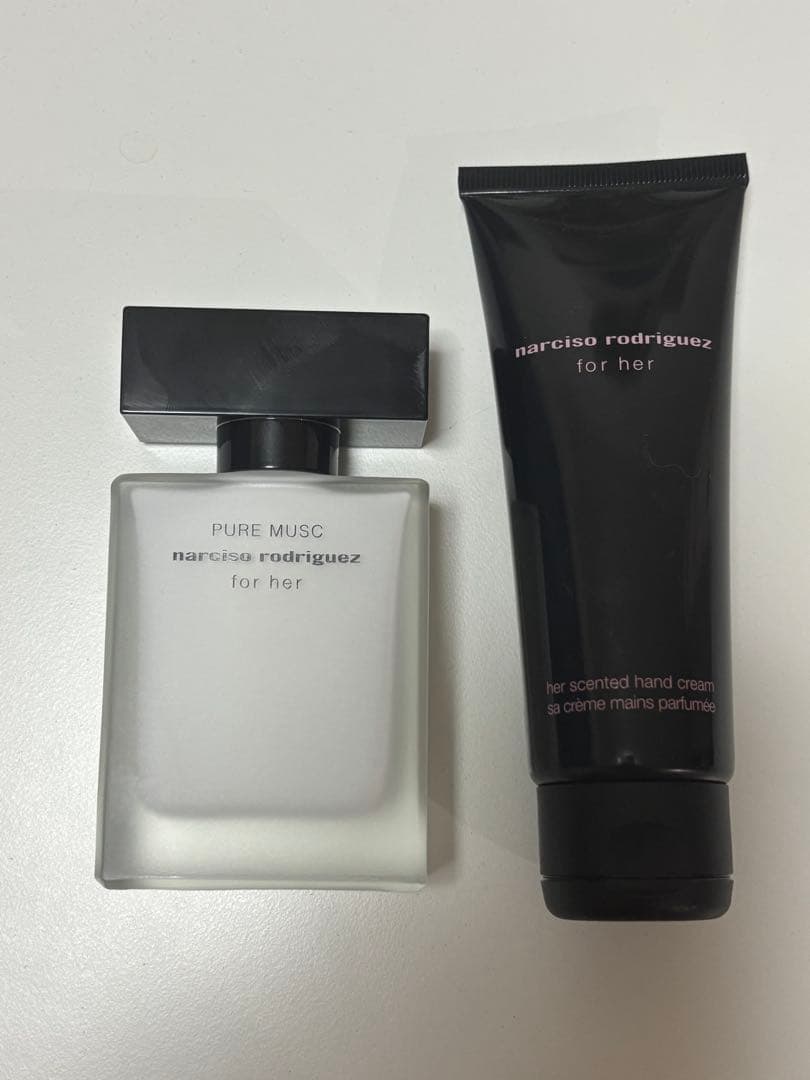 PURE MUSC
narciso rodriguez
for her
narciso rodriguez
for her
her scented hand cream
sa crème mains parfumée